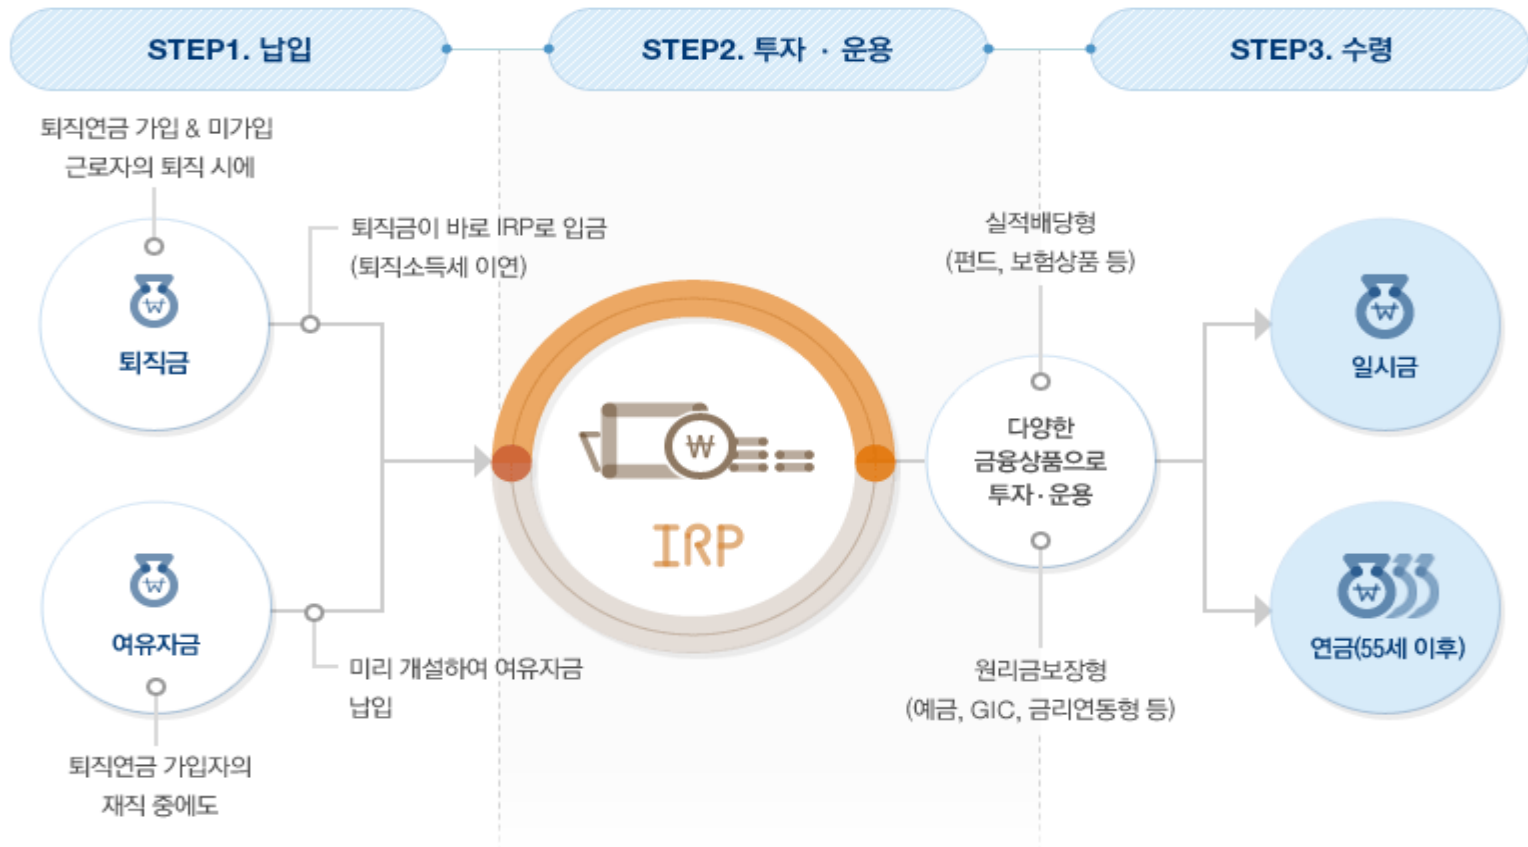 STEP1. 납입
STEP2. 투자 · 운용
STEP3. 수령
퇴직연금 가입 & 미가입
근로자의 퇴직 시에
퇴직금
퇴직금이 바로 IRP로 입금
(퇴직소득세 이연)
여유자금
미리 개설하여 여유자금
납입
퇴직연금 가입자의
재직 중에도
₩
IRP
실적배당형
(펀드, 보험상품 등)
다양한
금융상품으로
투자·운용
원리금보장형
(예금, GIC, 금리연동형 등)
일시금
연금(55세 이후)